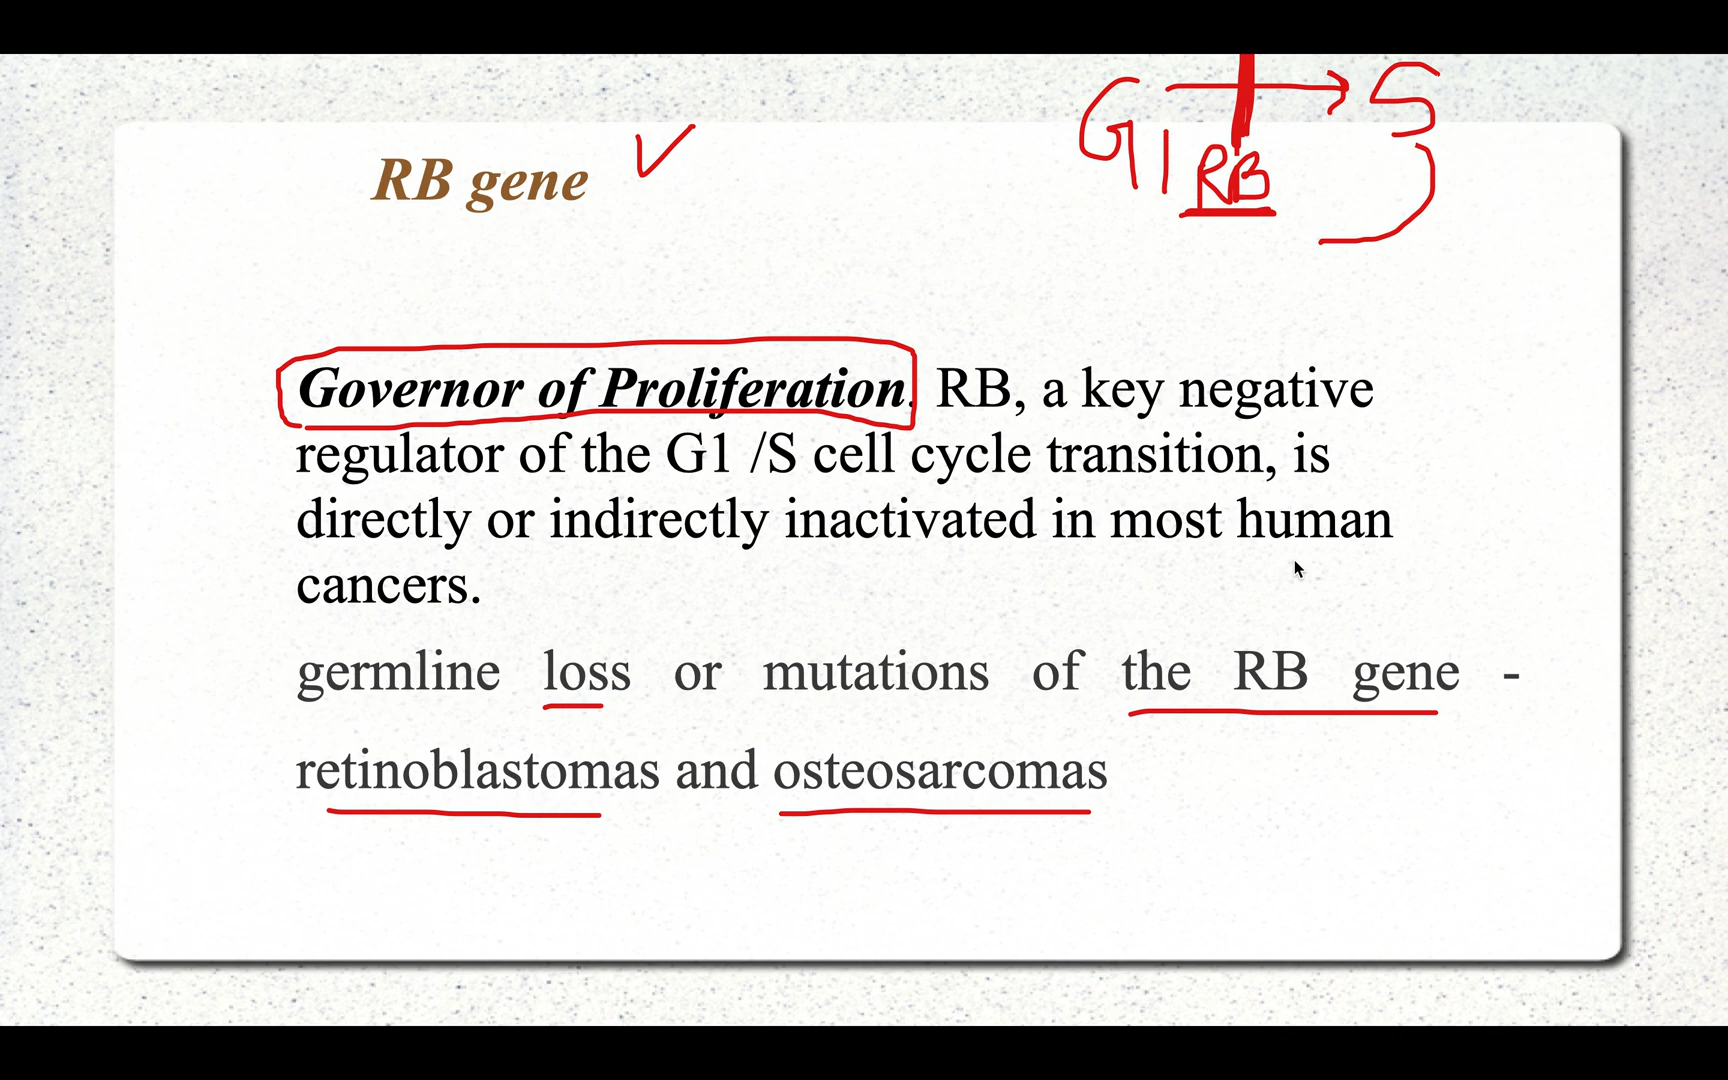 G1 → S
RB
RB gene
Governor of Proliferation. RB, a key negative
regulator of the G1 /S cell cycle transition, is
directly or indirectly inactivated in most human
cancers.
germline loss or mutations of the RB gene -
retinoblastomas and osteosarcomas